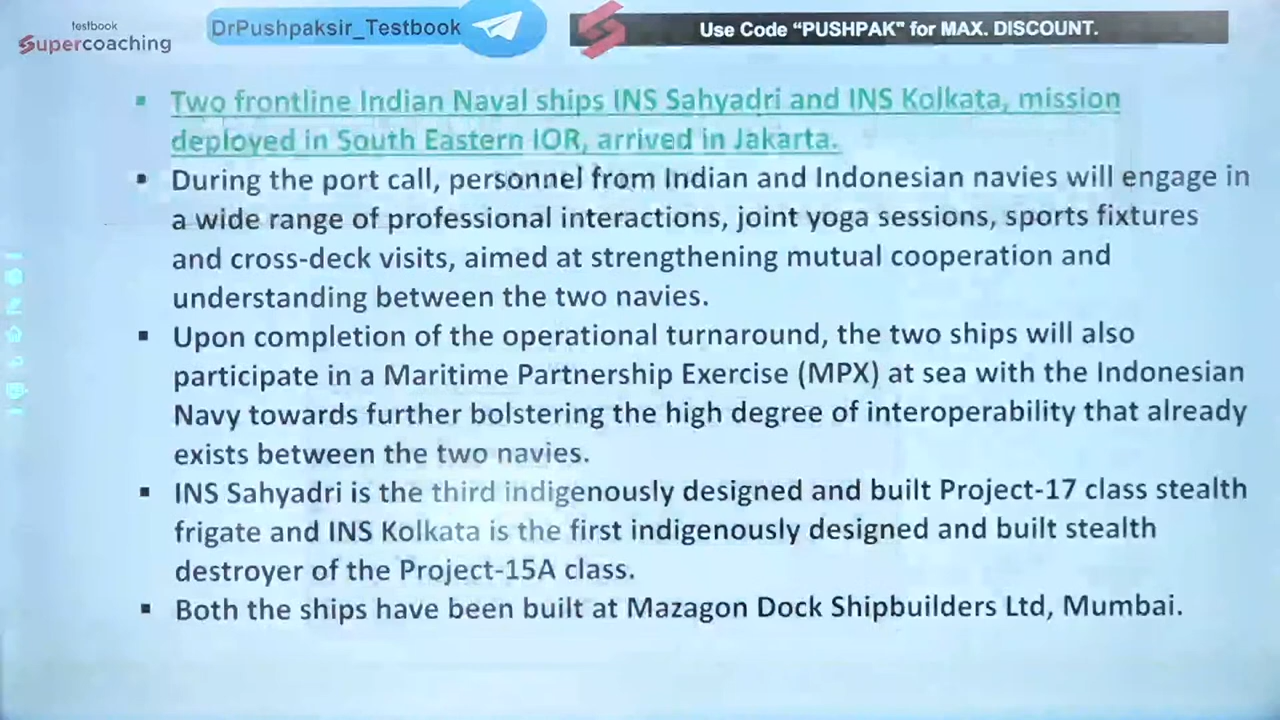 testbook
Supercoaching
DrPushpaksir_Testbook
Use Code “PUSHPAK" for MAX. DISCOUNT.
▪ Two frontline Indian Naval ships INS Sahyadri and INS Kolkata, mission
deployed in South Eastern IOR, arrived in Jakarta.
▪ During the port call, personnel from Indian and Indonesian navies will engage in
a wide range of professional interactions, joint yoga sessions, sports fixtures
and cross-deck visits, aimed at strengthening mutual cooperation and
understanding between the two navies.
▪ Upon completion of the operational turnaround, the two ships will also
participate in a Maritime Partnership Exercise (MPX) at sea with the Indonesian
Navy towards further bolstering the high degree of interoperability that already
exists between the two navies.
▪ INS Sahyadri is the third indigenously designed and built Project-17 class stealth
frigate and INS Kolkata is the first indigenously designed and built stealth
destroyer of the Project-15A class.
▪ Both the ships have been built at Mazagon Dock Shipbuilders Ltd, Mumbai.